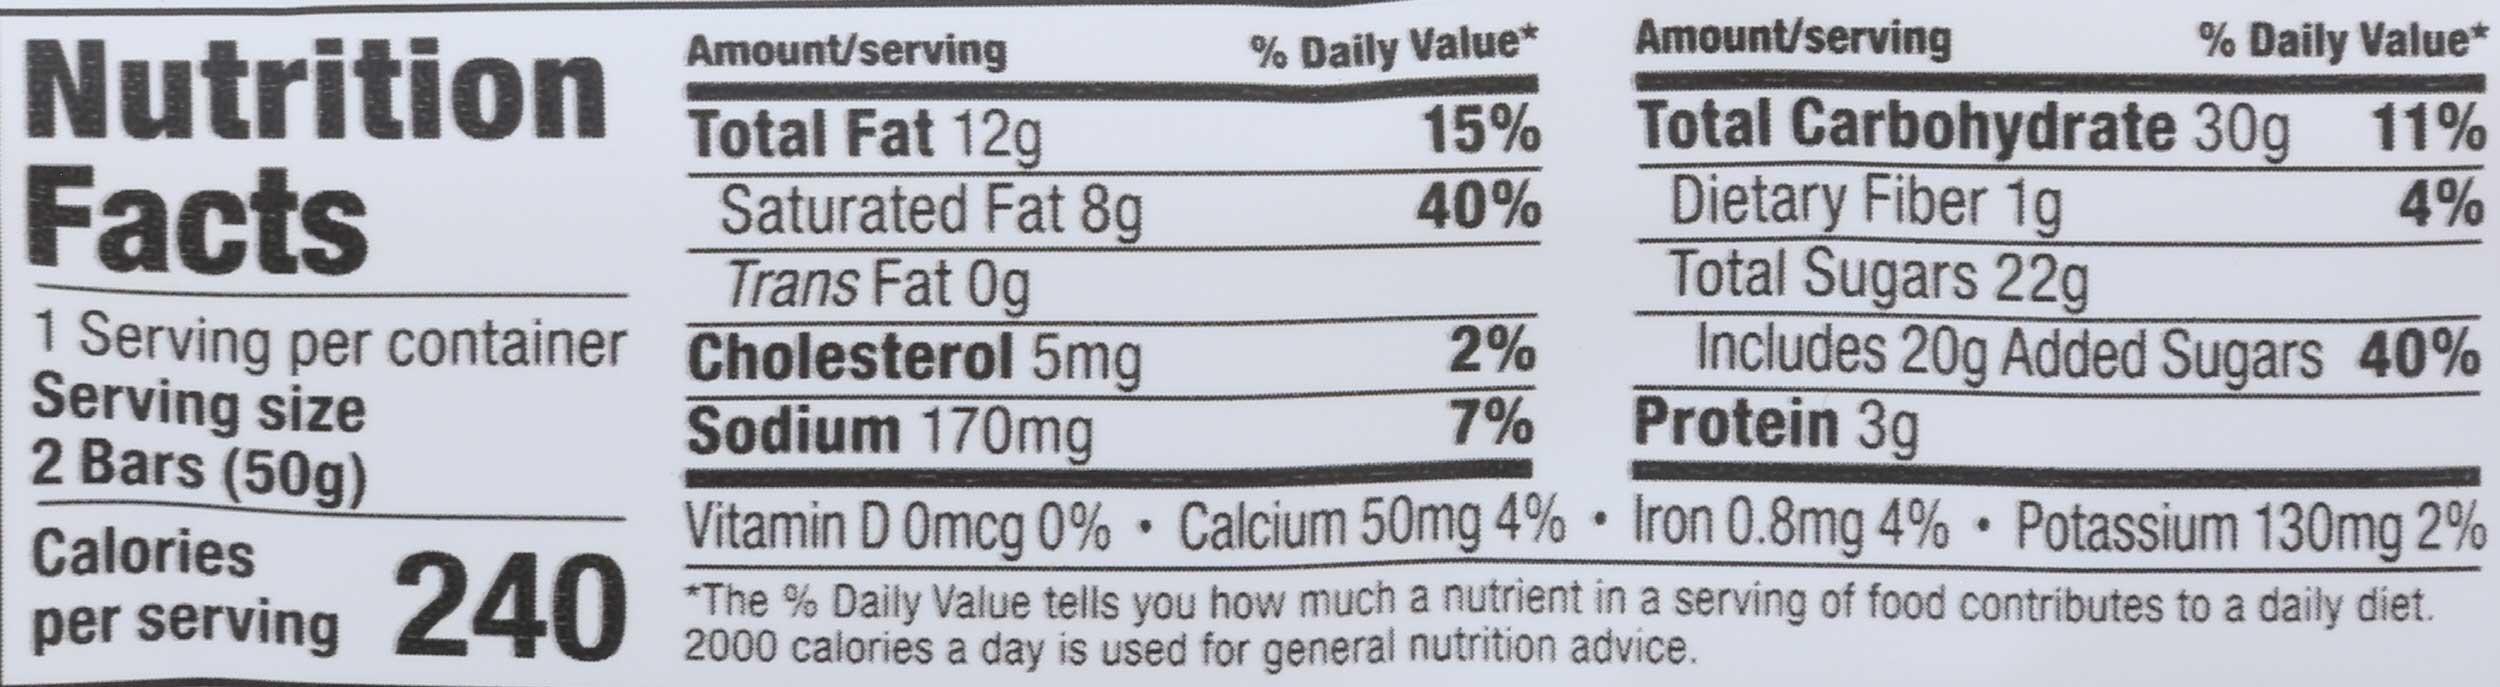 Nutrition
Facts
1 Serving per container
Serving size
2 Bars (50g)
Calories
per serving 240
Amount/serving % Daily Value*
Total Fat 12g 15%
Saturated Fat 8g 40%
Trans Fat 0g
Cholesterol 5mg 2%
Sodium 170mg 7%
Amount/serving % Daily Value*
Total Carbohydrate 30g 11%
Dietary Fiber 1g 4%
Total Sugars 22g
Includes 20g Added Sugars 40%
Protein 3g
Vitamin D 0mcg 0% • Calcium 50mg 4% • Iron 0.8mg 4% • Potassium 130mg 2%
*The % Daily Value tells you how much a nutrient in a serving of food contributes to a daily diet.
2000 calories a day is used for general nutrition advice.